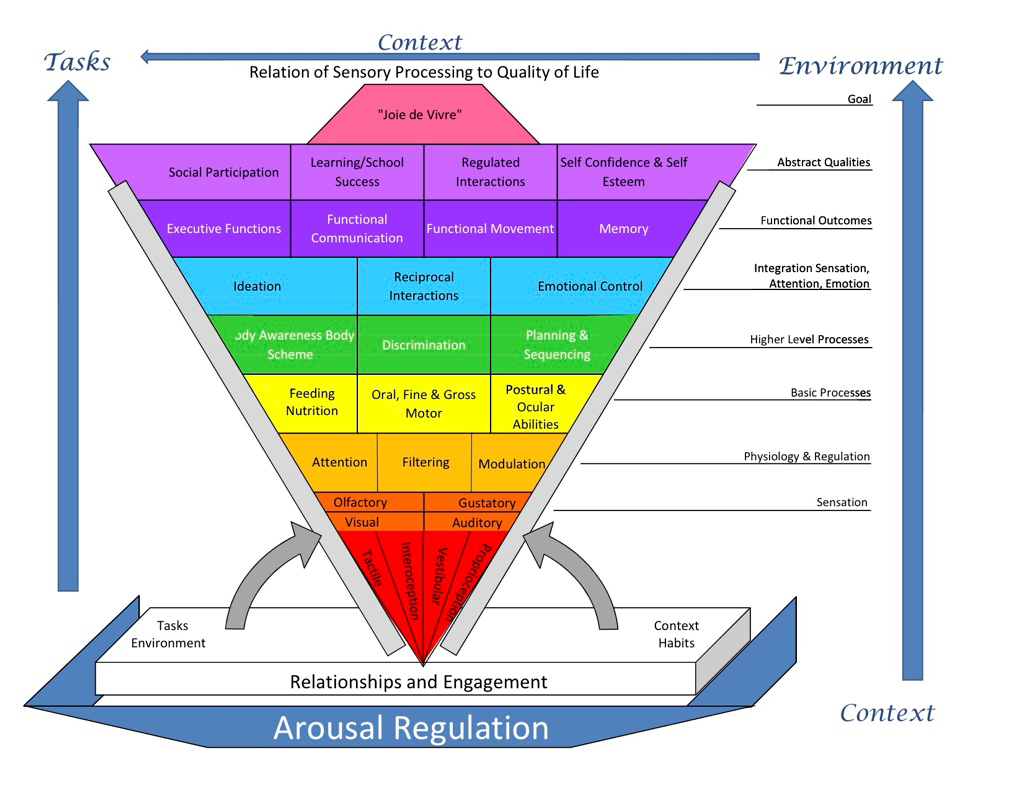 Context
Tasks
Environment
Relation of Sensory Processing to Quality of Life
Goal
"Joie de Vivre"
Social Participation
Learning/School
Success
Regulated
Interactions
Self Confidence & Self
Esteem
Abstract Qualities
Executive Functions
Functional
Communication
Functional Movement
Memory
Functional Outcomes
Ideation
Reciprocal
Interactions
Emotional Control
Integration Sensation,
Attention, Emotion
ody Awareness Body
Scheme
Discrimination
Planning &
Sequencing
Higher Level Processes
Feeding
Nutrition
Oral, Fine & Gross
Motor
Postural &
Ocular
Abilities
Basic Processes
Attention
Filtering
Modulation
Physiology & Regulation
Olfactory
Gustatory
Sensation
Visual
Auditory
Tactile
Interoception
Vestibular
Proprioception
Tasks
Environment
Context
Habits
Relationships and Engagement
Arousal Regulation
Context